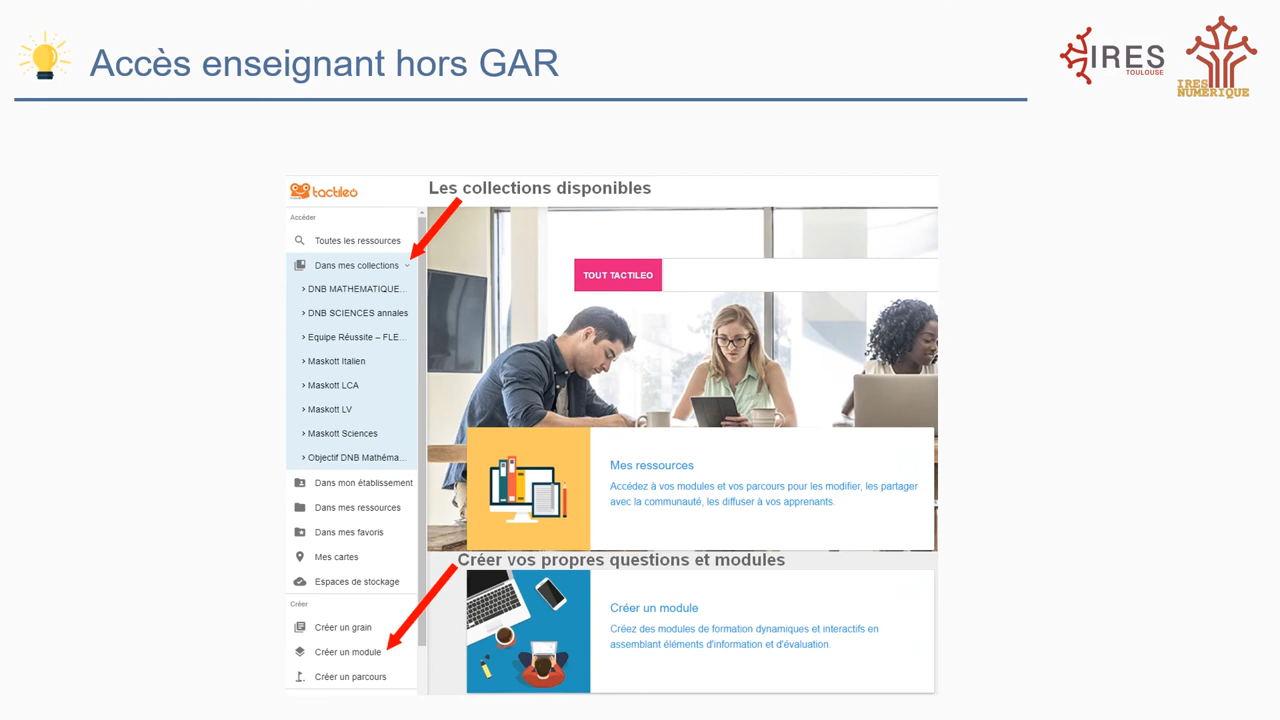 Accès enseignant hors GAR
IRES
TOULOUSE
IRES
NUMERIQUE
tactileo
Les collections disponibles
Accéder
Toutes les ressources
Dans mes collections
DNB MATHEMATIQUE...
DNB SCIENCES annales
Equipe Réussite – FLE...
Maskott Italien
Maskott LCA
Maskott LV
Maskott Sciences
Objectif DNB Mathéma...
Dans mon établissement
Dans mes ressources
Dans mes favoris
Mes cartes
Espaces de stockage
Créer
Créer un grain
Créer un module
Créer un parcours
TOUT TACTILEO
Mes ressources
Accédez à vos modules et vos parcours pour les modifier, les partager
avec la communauté, les diffuser à vos apprenants.
Créer vos propres questions et modules
Créer un module
Créez des modules de formation dynamiques et interactifs en
assemblant éléments d'information et d'évaluation.